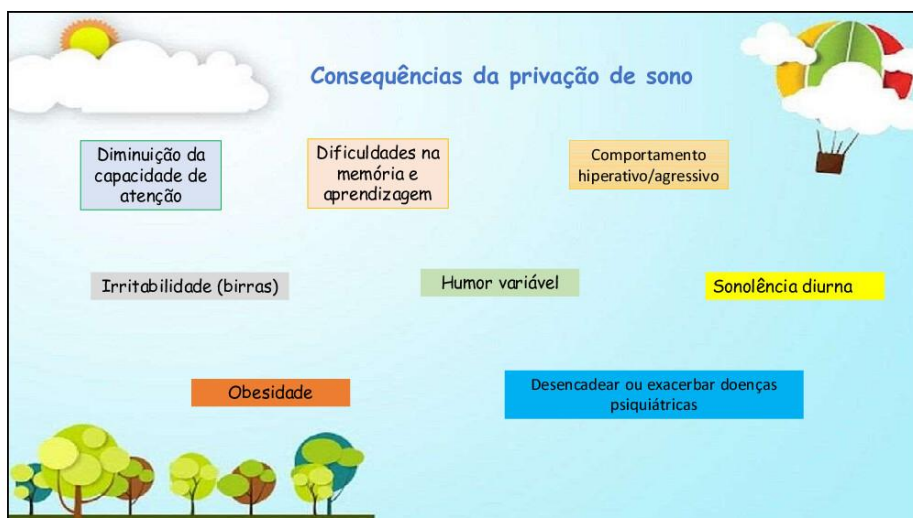 Consequências da privação de sono
Diminuição da
capacidade de
atenção
Dificuldades na
memória e
aprendizagem
Comportamento
hiperativo/agressivo
Irritabilidade (birras)
Humor variável
Sonolência diurna
Obesidade
Desencadear ou exacerbar doenças
psiquiátricas